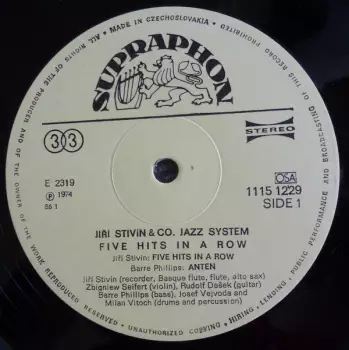 MADE IN CZECHOSLOVAKIA • ALL RIGHTS OF THE PRODUCER AND OF THE OWNER OF THE WORK REPRODUCED RESERVED • UNAUTHORIZED COPYING, HIRING, LENDING, PUBLIC PERFORMANCE AND BROADCASTING OF THIS RECORD PROHIBITED
SUPRAPHON
33
STEREO
E 2319
Ⓟ 1974
OSA
1115 1229
SIDE 1
JIŘÍ STIVÍN & CO. JAZZ SYSTEM
FIVE HITS IN A ROW
Jiří Stivín: FIVE HITS IN A ROW
Barre Phillips: ANTEN
Jiří Stivín (recorder, Basque fluto, flute, alto sax)
Zbigniew Seifert (violin), Rudolf Dašek (guitar)
Barre Phillips (bass), Josef Vejvoda and
Milan Vitoch (drums and percussion)